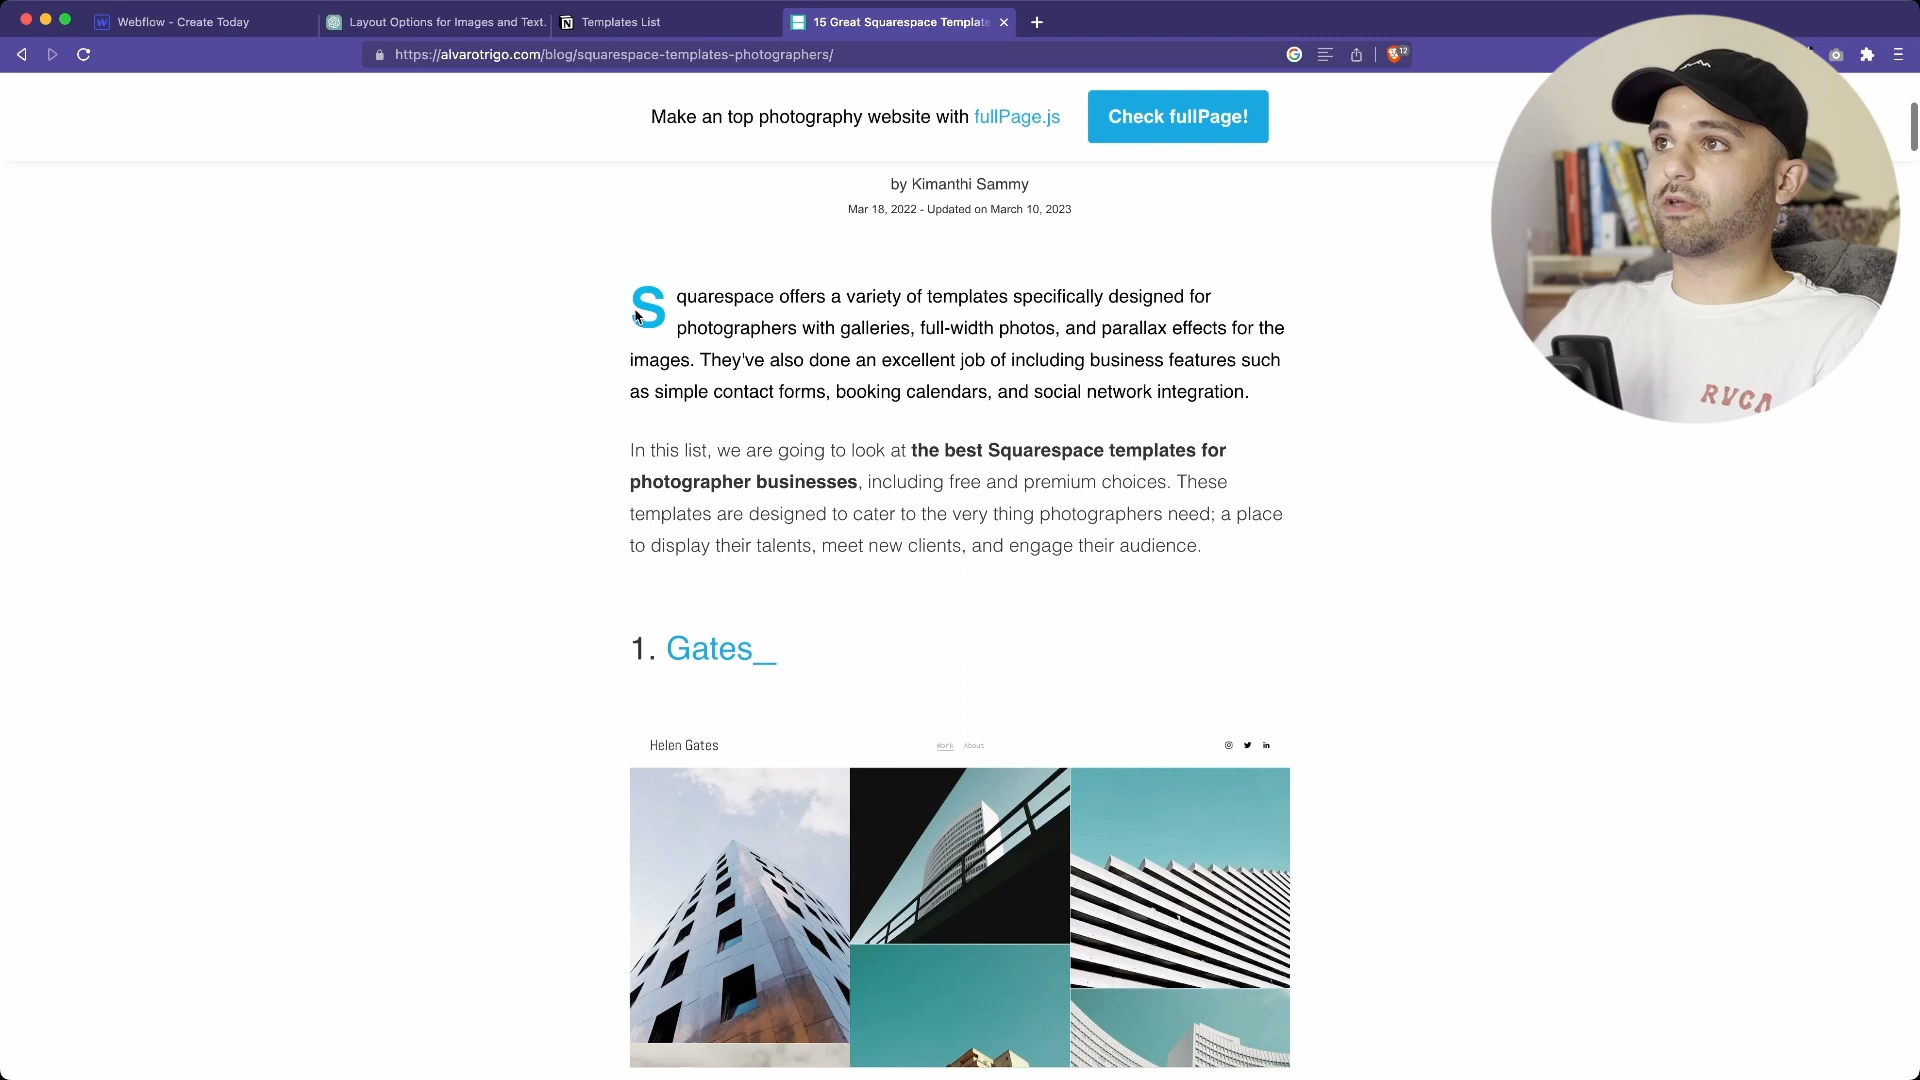 Webflow - Create Today
Layout Options for Images and Text.
Templates List
15 Great Squarespace Template
https://alvarotrigo.com/blog/squarespace-templates-photographers/
12
Make an top photography website with fullPage.js
Check fullPage!
by Kimanthi Sammy
Mar 18, 2022 - Updated on March 10, 2023
Squarespace offers a variety of templates specifically designed for
photographers with galleries, full-width photos, and parallax effects for the
images. They've also done an excellent job of including business features such
as simple contact forms, booking calendars, and social network integration.
In this list, we are going to look at the best Squarespace templates for
photographer businesses, including free and premium choices. These
templates are designed to cater to the very thing photographers need; a place
to display their talents, meet new clients, and engage their audience.
1. Gates_
Helen Gates
Work About
RVCA